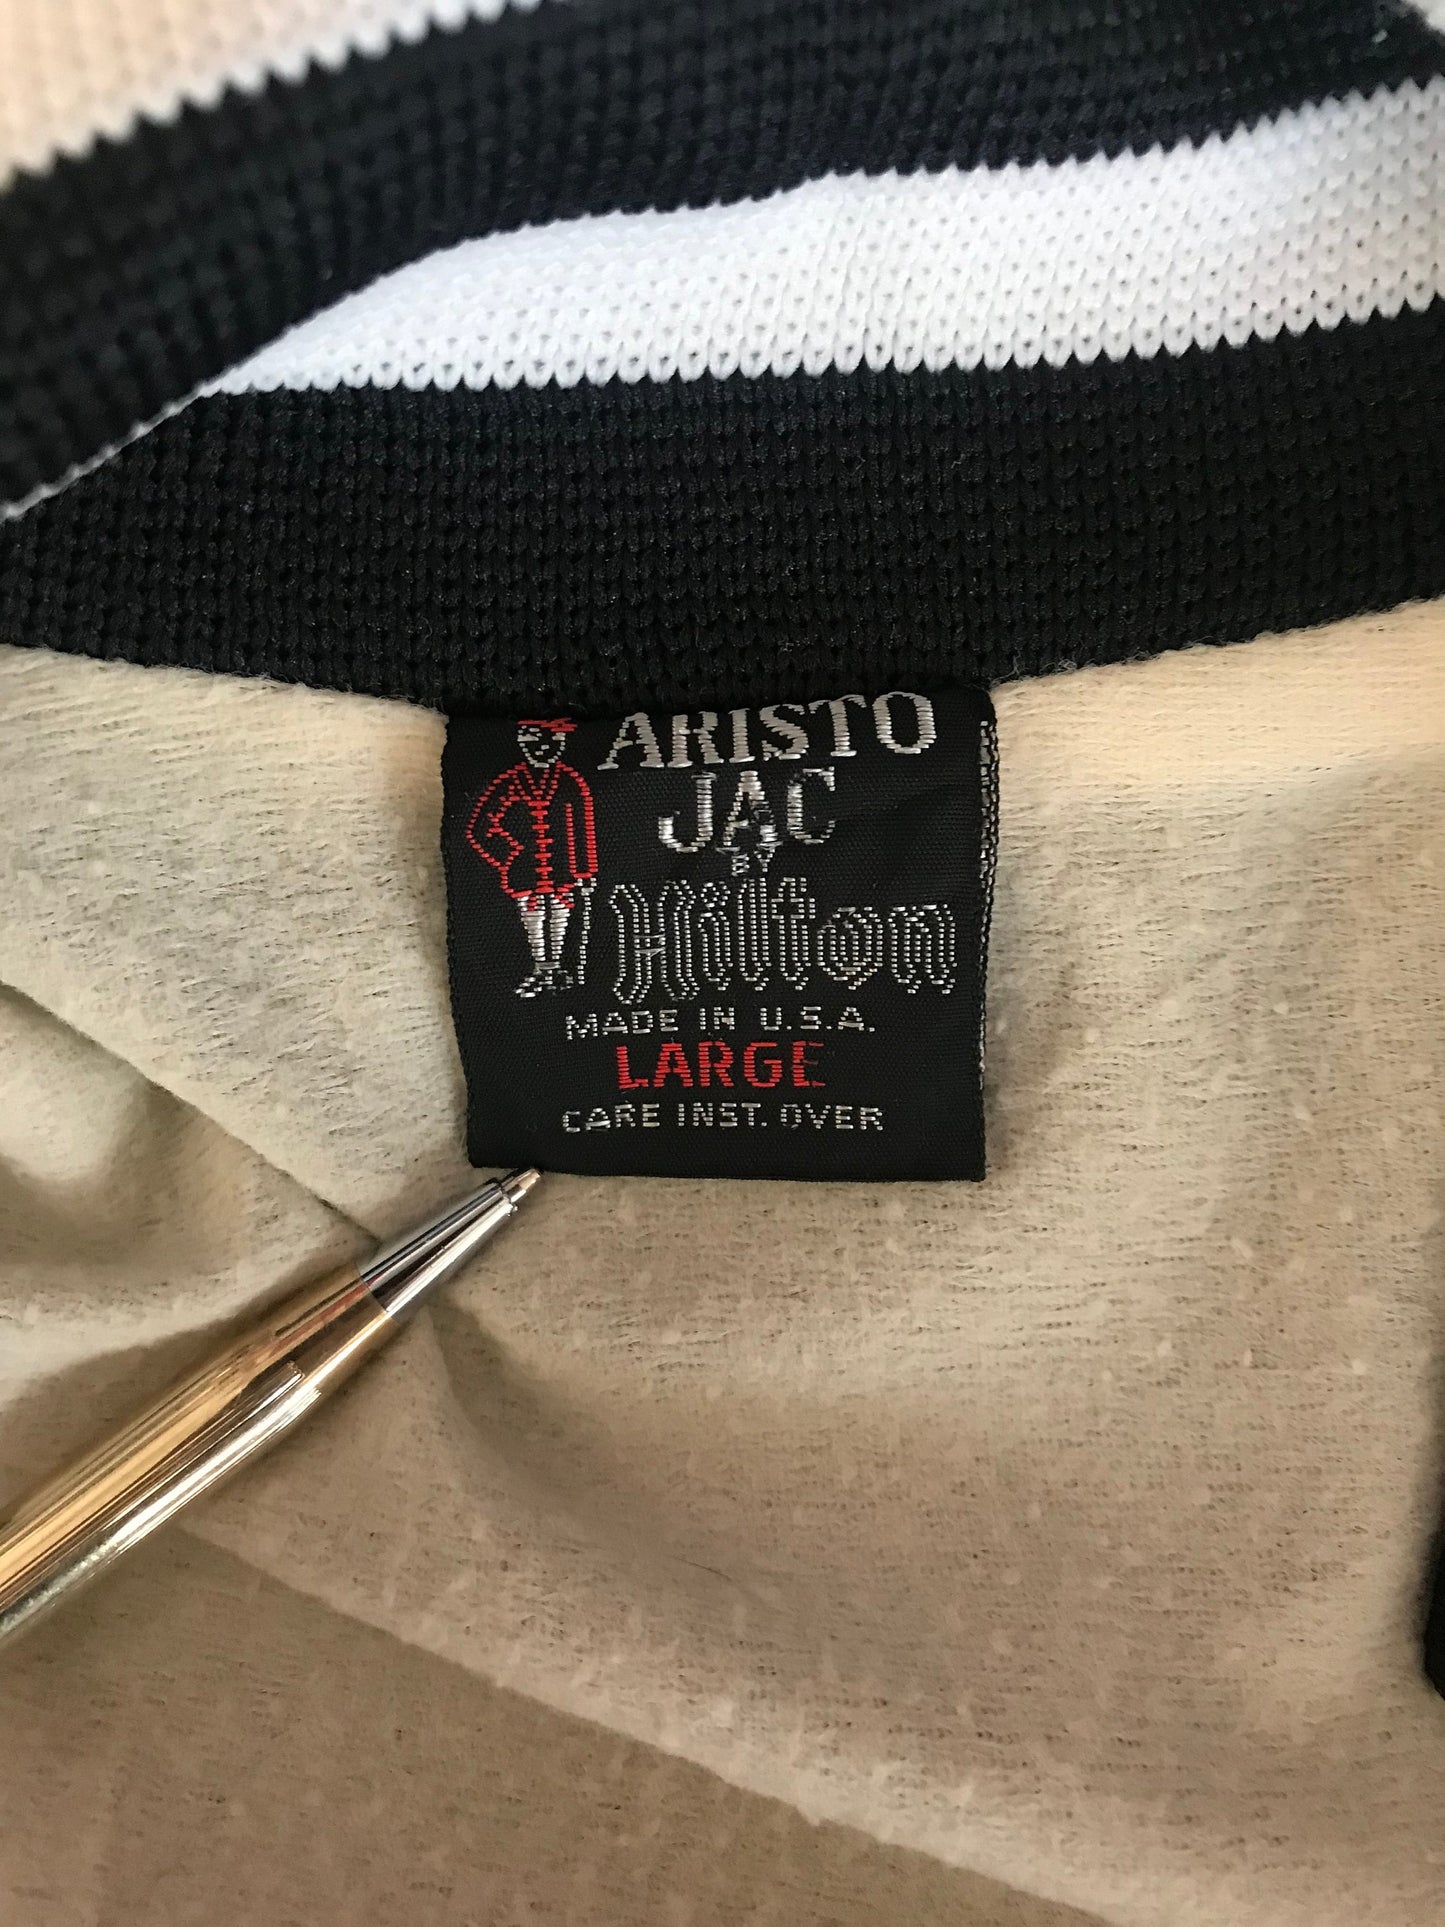 ARISTO
JAC
BY
Hilton
MADE IN U.S.A.
LARGE
CARE INST. OVER